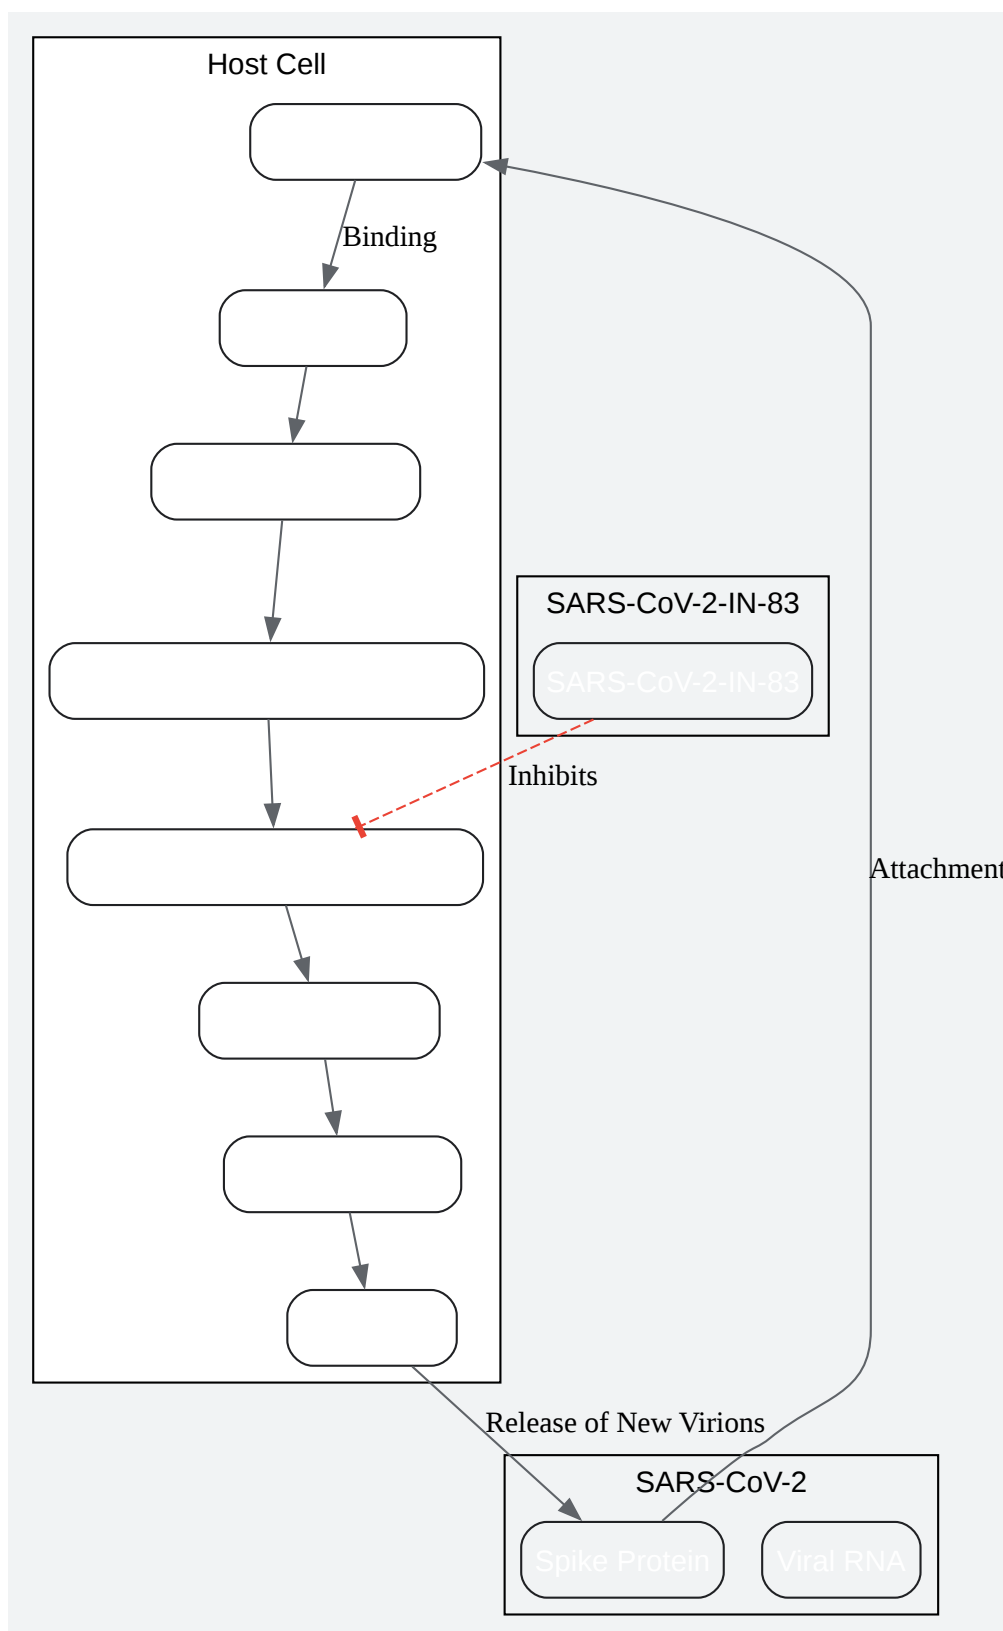 Host Cell
Binding
SARS-CoV-2-IN-83
SARS-CoV-2-IN-83
Inhibits
Attachment
Release of New Virions
SARS-CoV-2
Spike Protein
Viral RNA